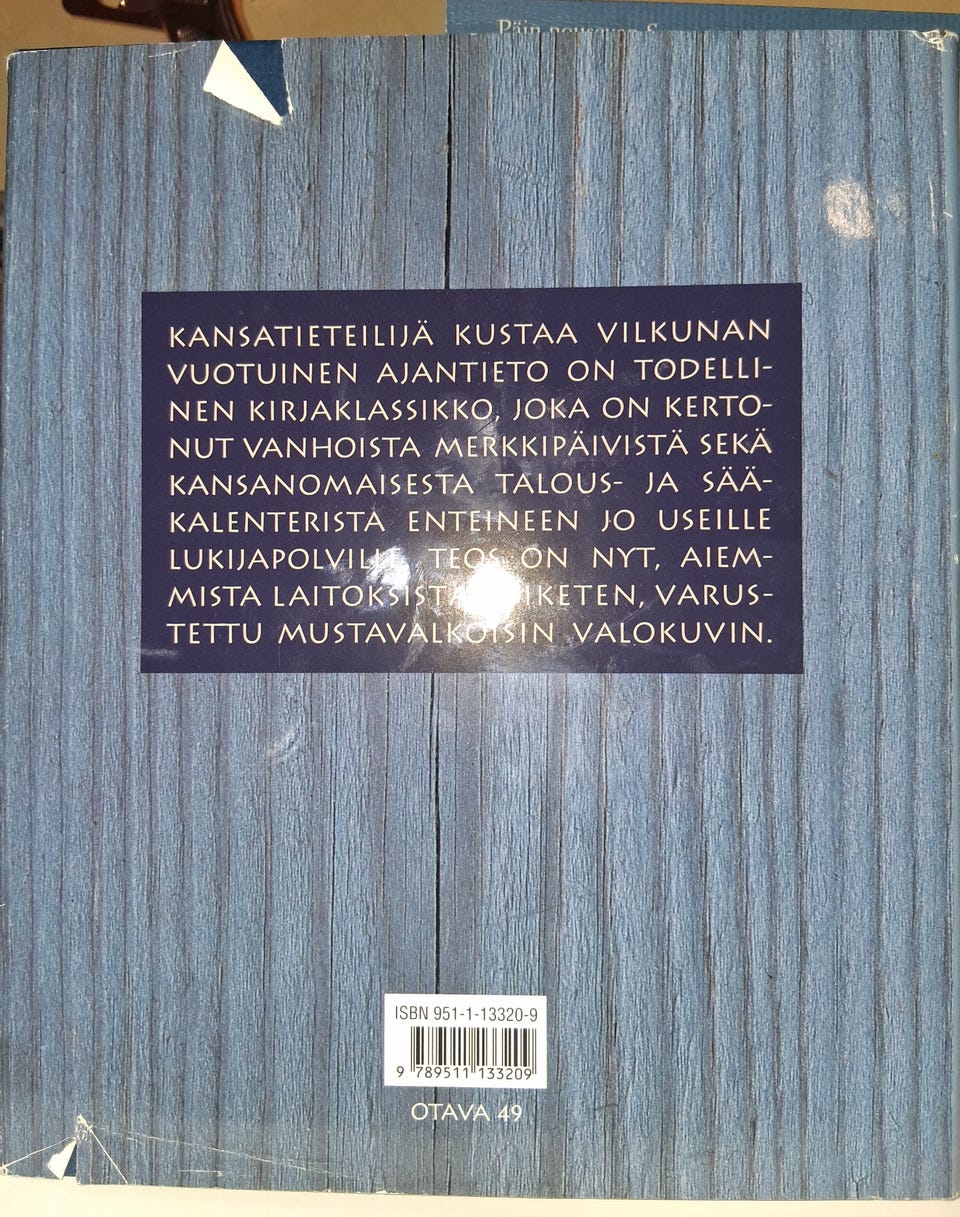 Päin
KANSATIETEILIJÄ KUSTAA VILKUNAN
VUOTUINEN AJANTIETO ON TODELLI-
NEN KIRJAKLASSIKKO, JOKA ON KERTO-
NUT VANHOISTA MERKKIPÄIVISTÄ SEKÄ
KANSANOMAISESTA TALOUS- JA SÄÄ-
KALENTERISTA ENTEINEEN JO USEILLE
LUKIJAPOLVILLE. TEOS ON NYT, AIEM-
MISTA LAITOKSISTA POIKETEN, VARUS-
TETTU MUSTAVALKOISIN VALOKUVIN.
ISBN 951-1-13320-9
9 789511 133209
OTAVA 49